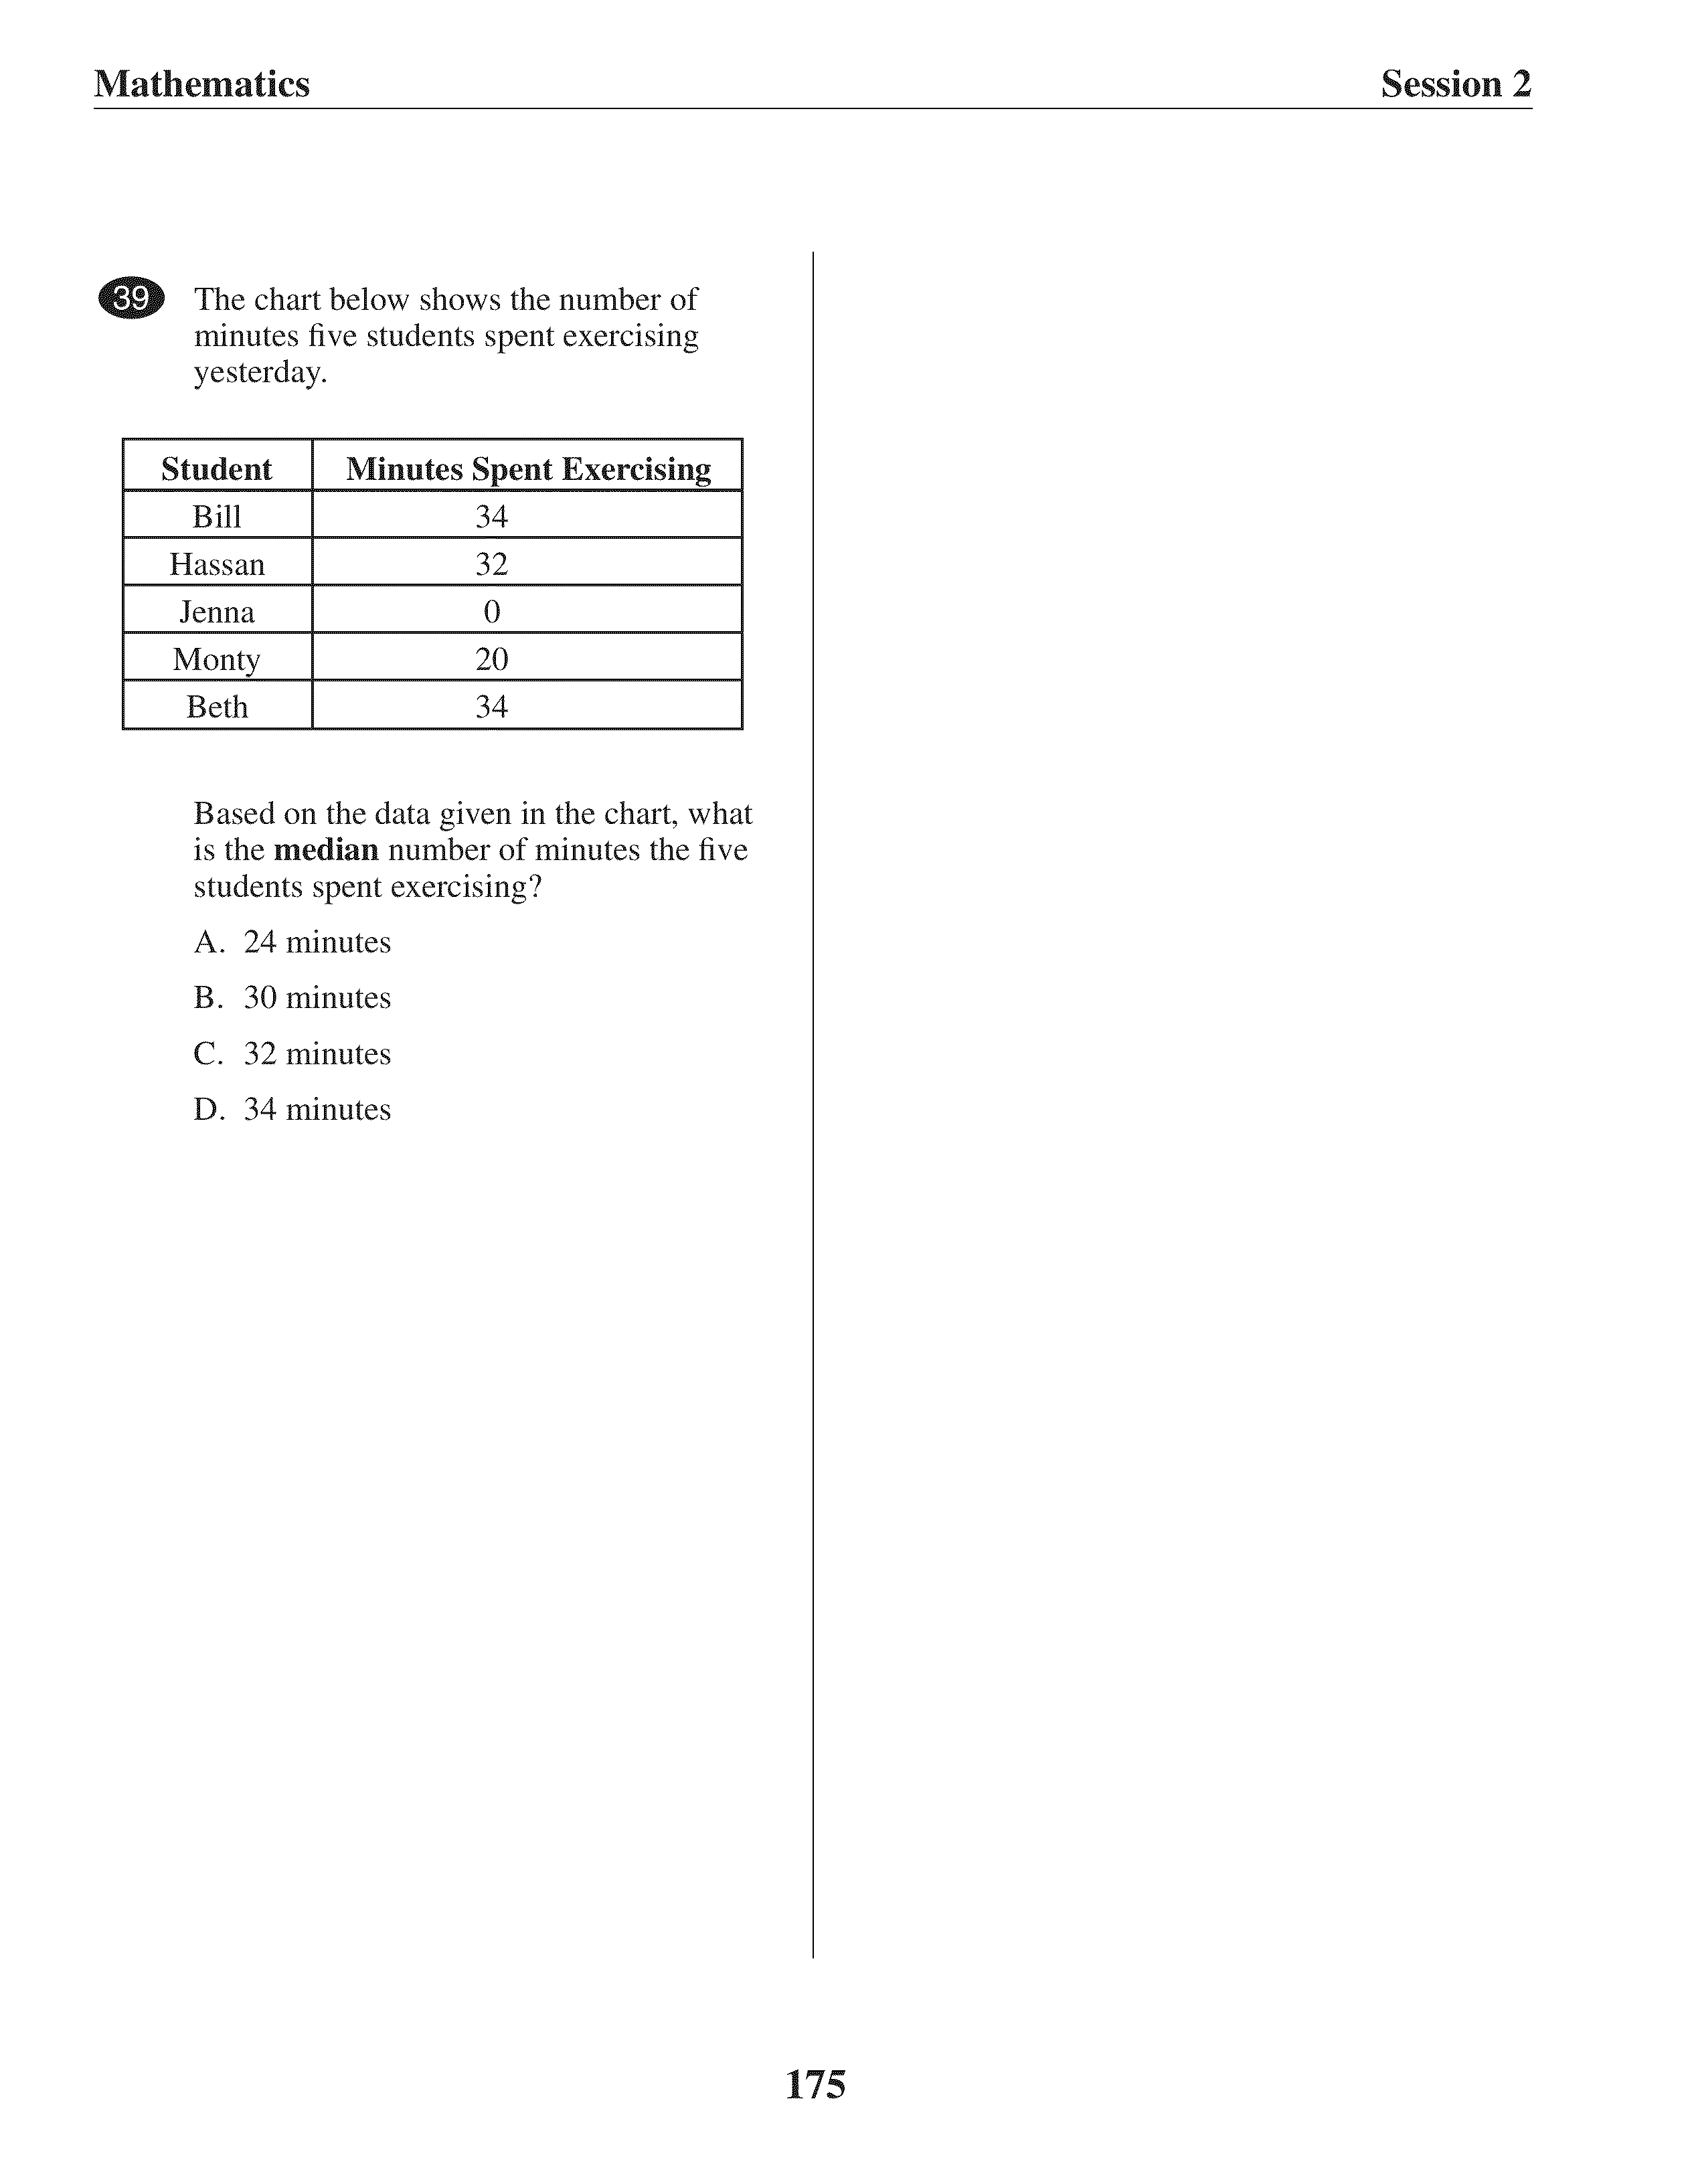 Mathematics Session 2
39 The chart below shows the number of
minutes five students spent exercising
yesterday.
Student Minutes Spent Exercising
Bill 34
Hassan 32
Jenna 0
Monty 20
Beth 34
Based on the data given in the chart, what
is the median number of minutes the five
students spent exercising?
A. 24 minutes
B. 30 minutes
C. 32 minutes
D. 34 minutes
175